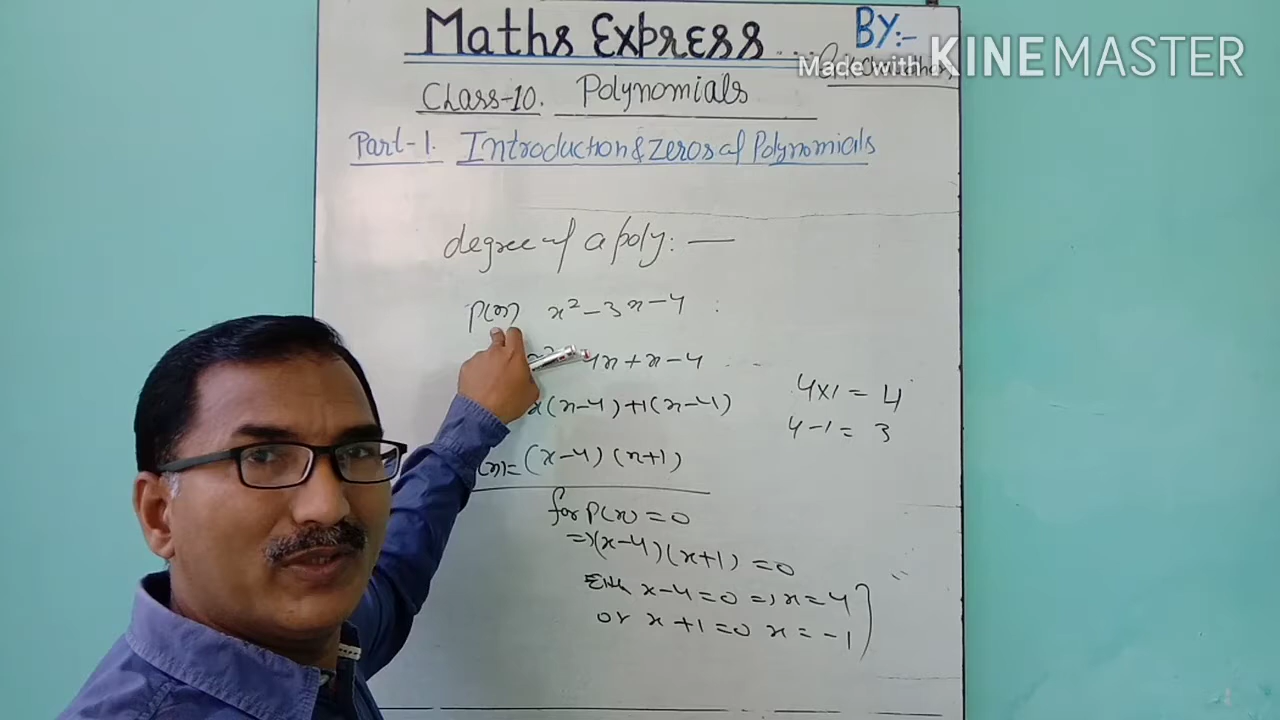 Maths Express ... BY:-
Made with KINEMASTER
Class-10. Polynomials
Part-1. Introduction & Zeros of Polynomials
degree of a poly: —
P(x) x² - 3x - 4
4x + x - 4
x(x-4) + 1(x-4)
4x1 = 4
4-1 = 3
(x) = (x-4) (x+1)
for P(x) = 0
=> (x-4) (x+1) = 0
x-4=0 => x = 4
or x+1=0 x = -1